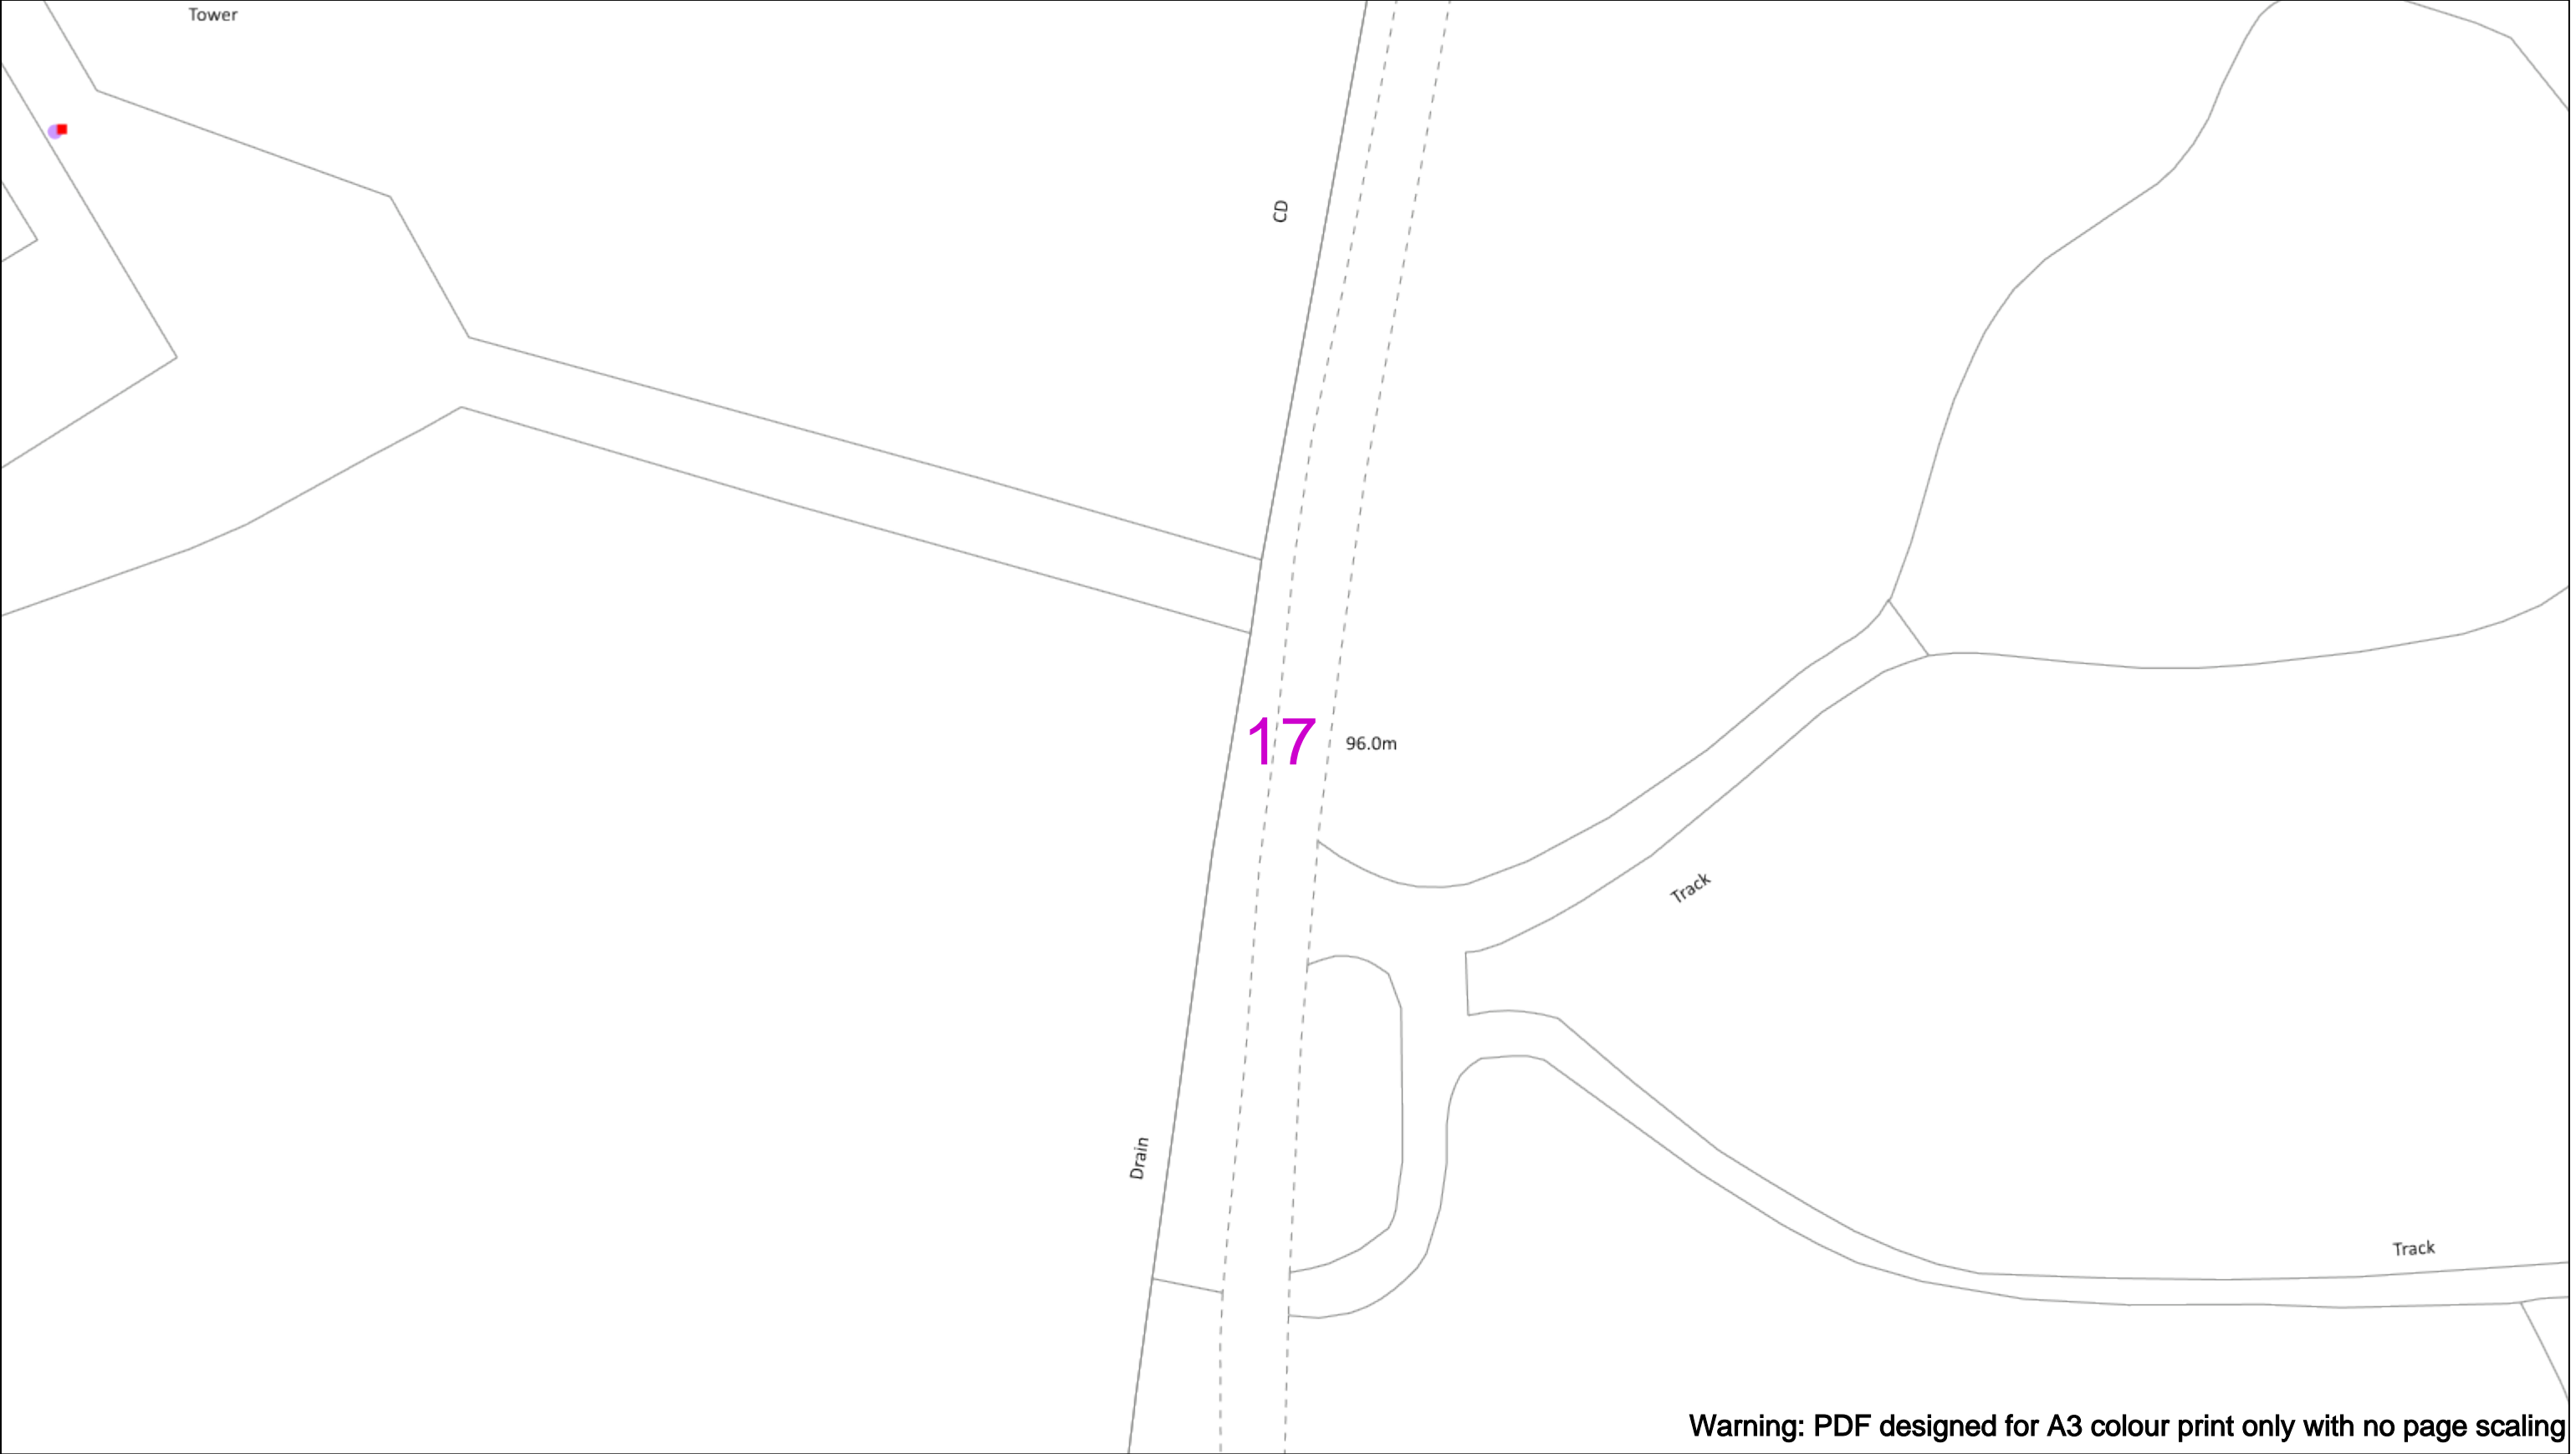 Tower
CD
17
96.0m
Track
Drain
Track
Warning: PDF designed for A3 colour print only with no page scaling